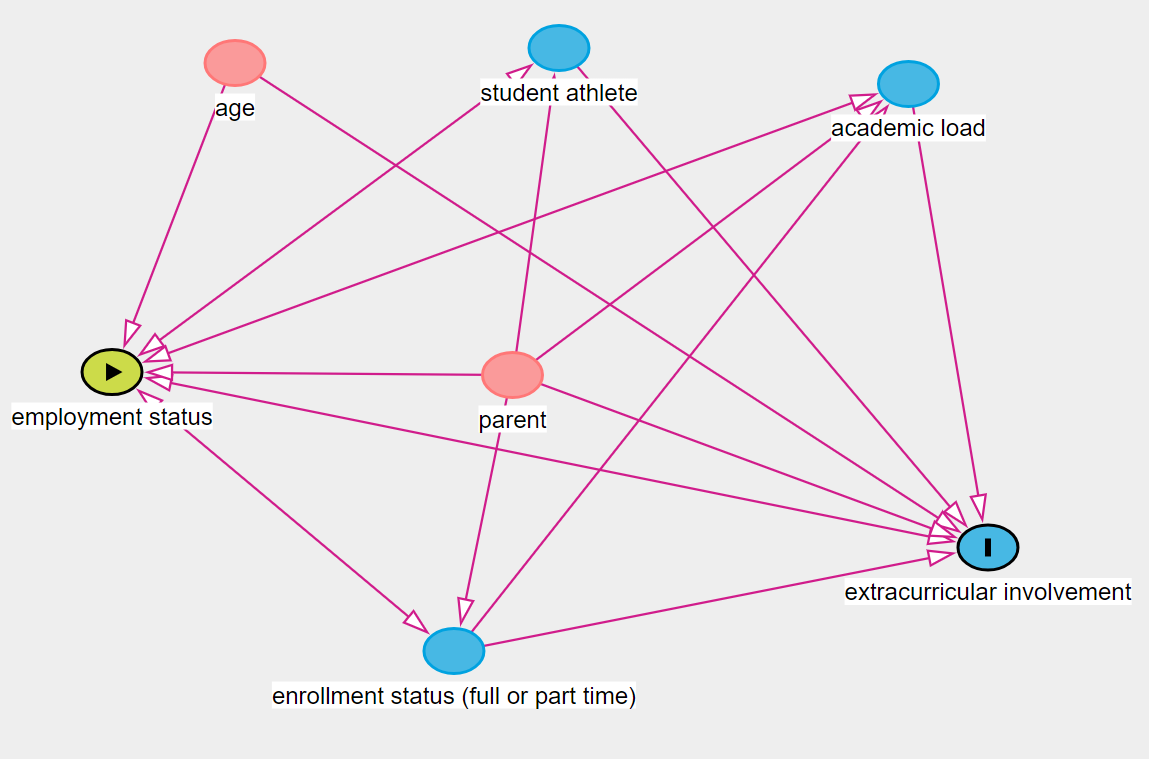 student athlete
age
academic load
employment status
parent
extracurricular involvement
enrollment status (full or part time)